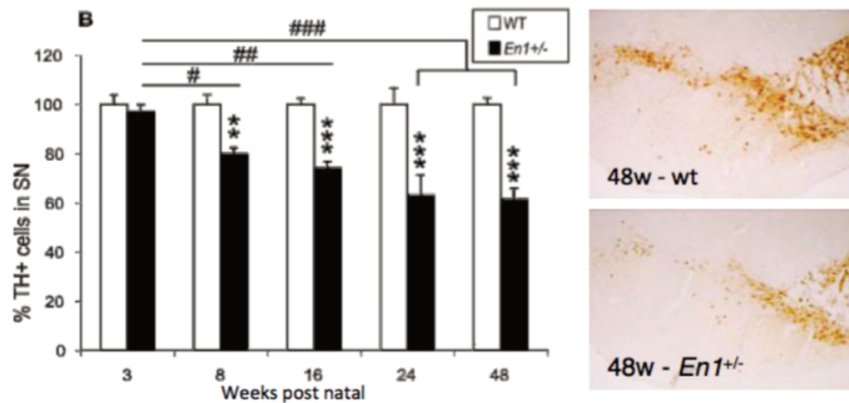 B
WT
En1+/-
###
##
#
% TH+ cells in SN
120
100
80
60
40
20
0
**
***
***
***
3 8 16 24 48
Weeks post natal
48w - wt
48w - En1+/-